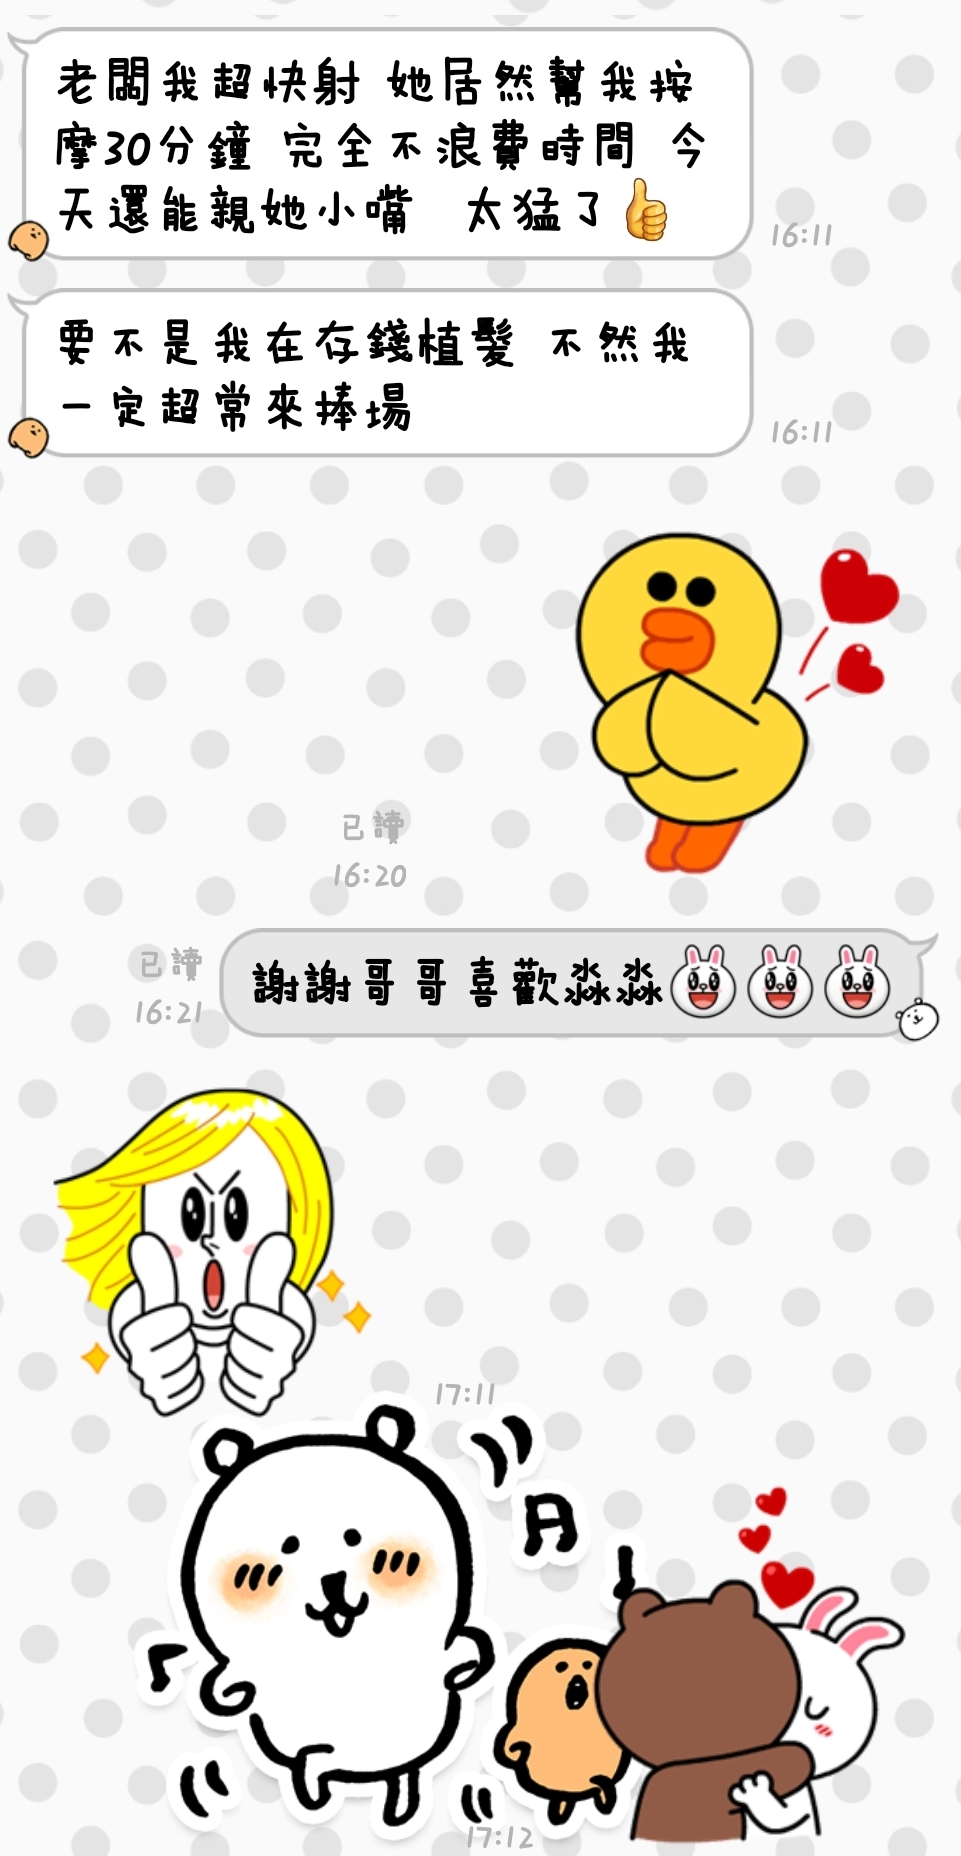 老闆我超快射 她居然幫我按
摩30分鐘 完全不浪費時間 今
天還能親她小嘴 太猛了👍
16:11
要不是我在存錢植髮 不然我
一定超常來捧場
16:11
已讀
16:20
已讀
16:21
謝謝哥哥喜歡淼淼
17:11
17:12